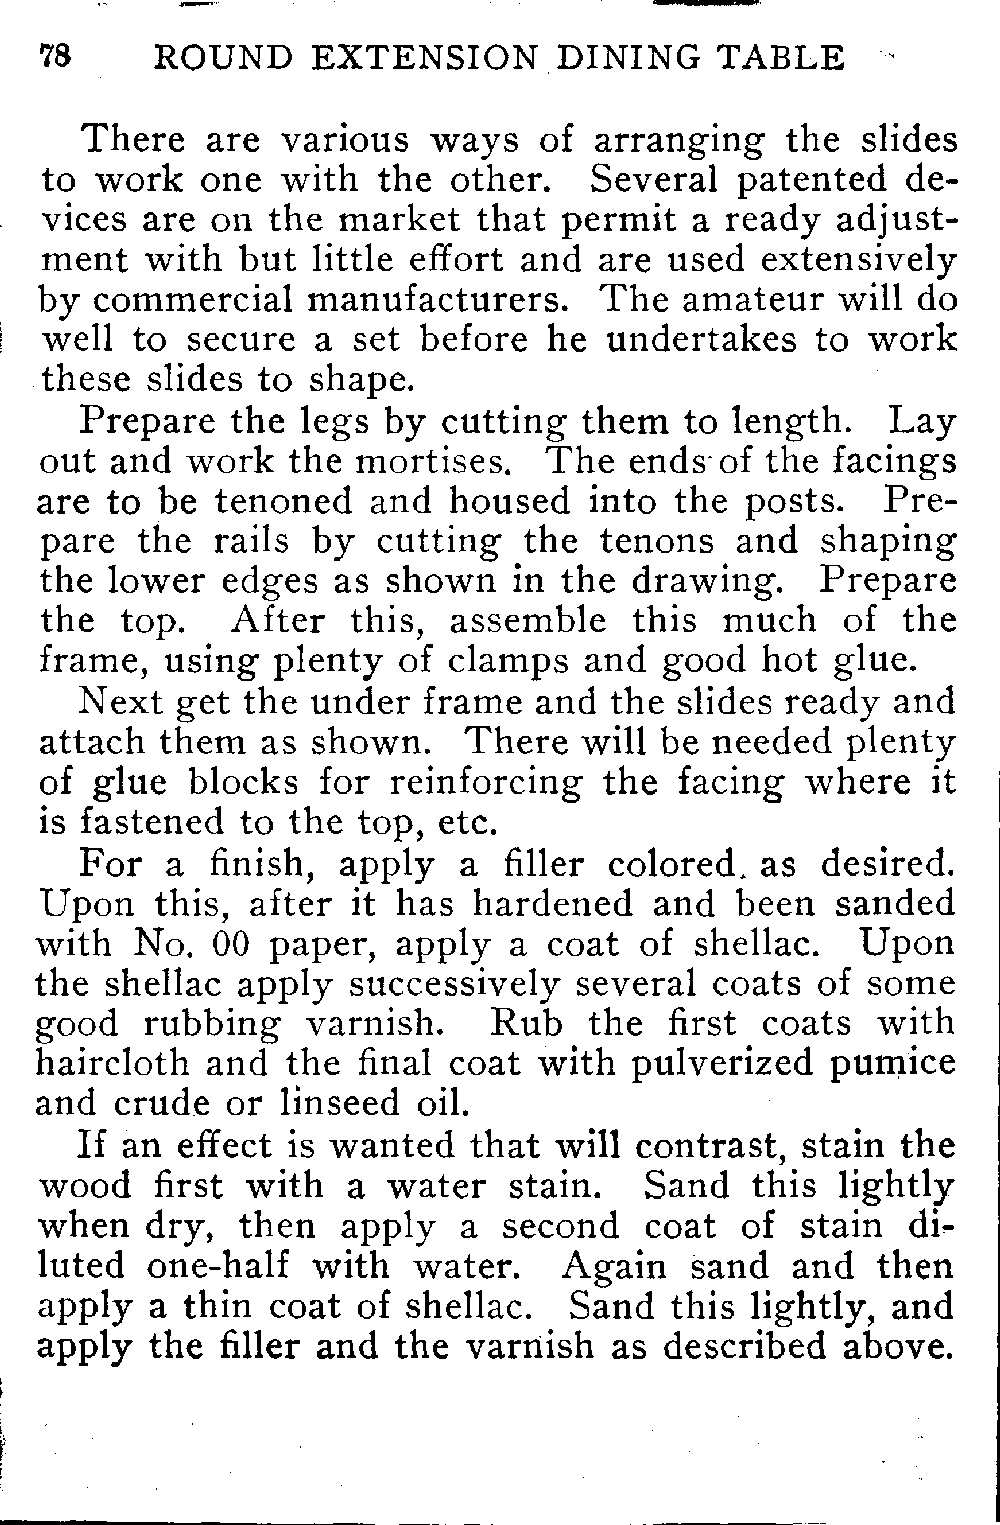 78 ROUND EXTENSION DINING TABLE
There are various ways of arranging the slides
to work one with the other. Several patented de-
vices are on the market that permit a ready adjust-
ment with but little effort and are used extensively
by commercial manufacturers. The amateur will do
well to secure a set before he undertakes to work
these slides to shape.
Prepare the legs by cutting them to length. Lay
out and work the mortises. The ends of the facings
are to be tenoned and housed into the posts. Pre-
pare the rails by cutting the tenons and shaping
the lower edges as shown in the drawing. Prepare
the top. After this, assemble this much of the
frame, using plenty of clamps and good hot glue.
Next get the under frame and the slides ready and
attach them as shown. There will be needed plenty
of glue blocks for reinforcing the facing where it
is fastened to the top, etc.
For a finish, apply a filler colored as desired.
Upon this, after it has hardened and been sanded
with No. 00 paper, apply a coat of shellac. Upon
the shellac apply successively several coats of some
good rubbing varnish. Rub the first coats with
haircloth and the final coat with pulverized pumice
and crude or linseed oil.
If an effect is wanted that will contrast, stain the
wood first with a water stain. Sand this lightly
when dry, then apply a second coat of stain di-
luted one-half with water. Again sand and then
apply a thin coat of shellac. Sand this lightly, and
apply the filler and the varnish as described above.